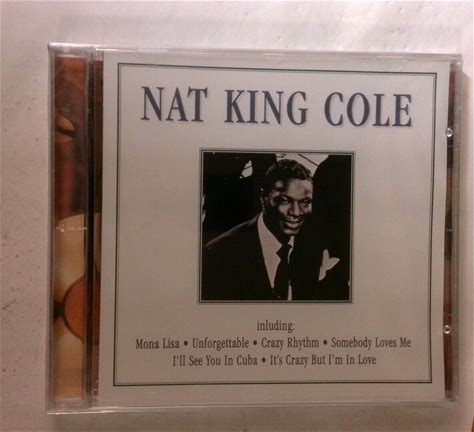 NAT KING COLE
inluding:
Mona Lisa • Unforgettable • Crazy Rhythm • Somebody Loves Me
I'll See You In Cuba • It's Crazy But I'm In Love